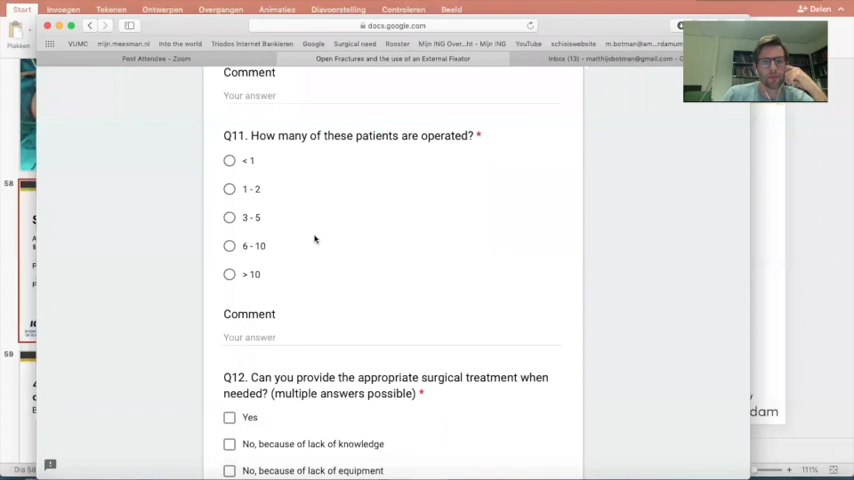 Start Invoegen Tekenen Ontwerpen Overgangen Animaties Diavoorstelling Controleren Beeld Delen
Plakken
docs.google.com
VUMC mijn.meesman.nl Into the world Triodos Internet Bankieren Google Surgical need Rooster Mijn ING Over...ht - Mijn ING YouTube schisiswebsite m.botman@am...rdamum
Post Attendee - Zoom Open Fractures and the use of an External Fixator Inbox (13) - matthijsbotman@gmail.com - G
Comment
Your answer
Q11. How many of these patients are operated? *
< 1
1 - 2
3 - 5
6 - 10
> 10
Comment
Your answer
Q12. Can you provide the appropriate surgical treatment when
needed? (multiple answers possible) *
Yes
No, because of lack of knowledge
No, because of lack of equipment
58
59
dam
Dia 58
111%